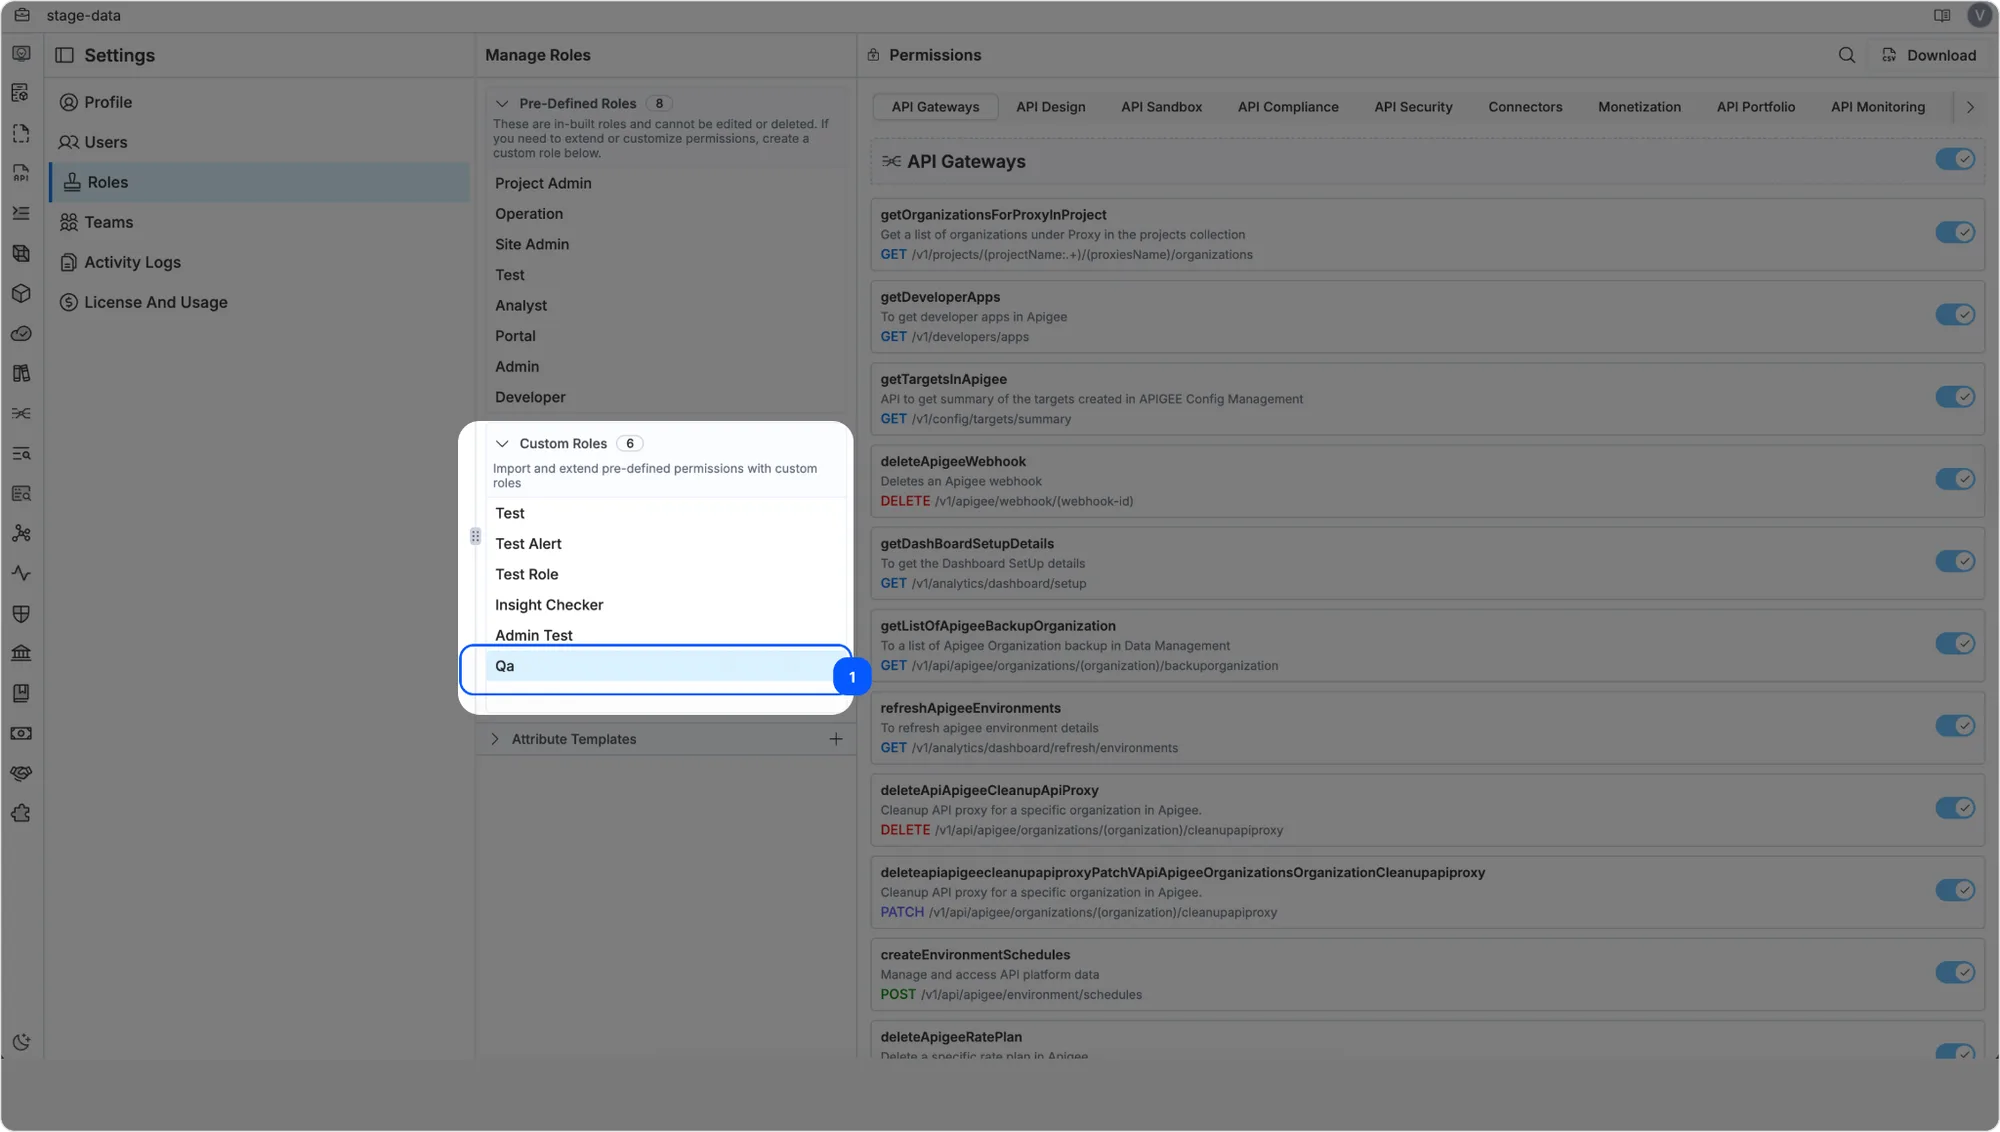 stage-data
V
Settings
Profile
Users
Roles
Teams
Activity Logs
License And Usage
API
Manage Roles
Pre-Defined Roles 8
These are in-built roles and cannot be edited or deleted. If
you need to extend or customize permissions, create a
custom role below.
Project Admin
Operation
Site Admin
Test
Analyst
Portal
Admin
Developer
Custom Roles 6
Import and extend pre-defined permissions with custom
roles
Test
Test Alert
Test Role
Insight Checker
Admin Test
Qa
1
Attribute Templates
Permissions
CSV Download
API Gateways API Design API Sandbox API Compliance API Security Connectors Monetization API Portfolio API Monitoring
API Gateways
getOrganizationsForProxyInProject
Get a list of organizations under Proxy in the projects collection
GET /v1/projects/(projectName:.+)/(proxiesName)/organizations
getDeveloperApps
To get developer apps in Apigee
GET /v1/developers/apps
getTargetsInApigee
API to get summary of the targets created in APIGEE Config Management
GET /v1/config/targets/summary
deleteApigeeWebhook
Deletes an Apigee webhook
DELETE /v1/apigee/webhook/(webhook-id)
getDashBoardSetupDetails
To get the Dashboard SetUp details
GET /v1/analytics/dashboard/setup
getListOfApigeeBackupOrganization
To a list of Apigee Organization backup in Data Management
GET /v1/api/apigee/organizations/(organization)/backuporganization
refreshApigeeEnvironments
To refresh apigee environment details
GET /v1/analytics/dashboard/refresh/environments
deleteApiApigeeCleanupApiProxy
Cleanup API proxy for a specific organization in Apigee.
DELETE /v1/api/apigee/organizations/(organization)/cleanupapiproxy
deleteapiapigeecleanupapiproxyPatchVApiApigeeOrganizationsOrganizationCleanupapiproxy
Cleanup API proxy for a specific organization in Apigee.
PATCH /v1/api/apigee/organizations/(organization)/cleanupapiproxy
createEnvironmentSchedules
Manage and access API platform data
POST /v1/api/apigee/environment/schedules
deleteApigeeRatePlan
Delete a specific rate plan in Apigee